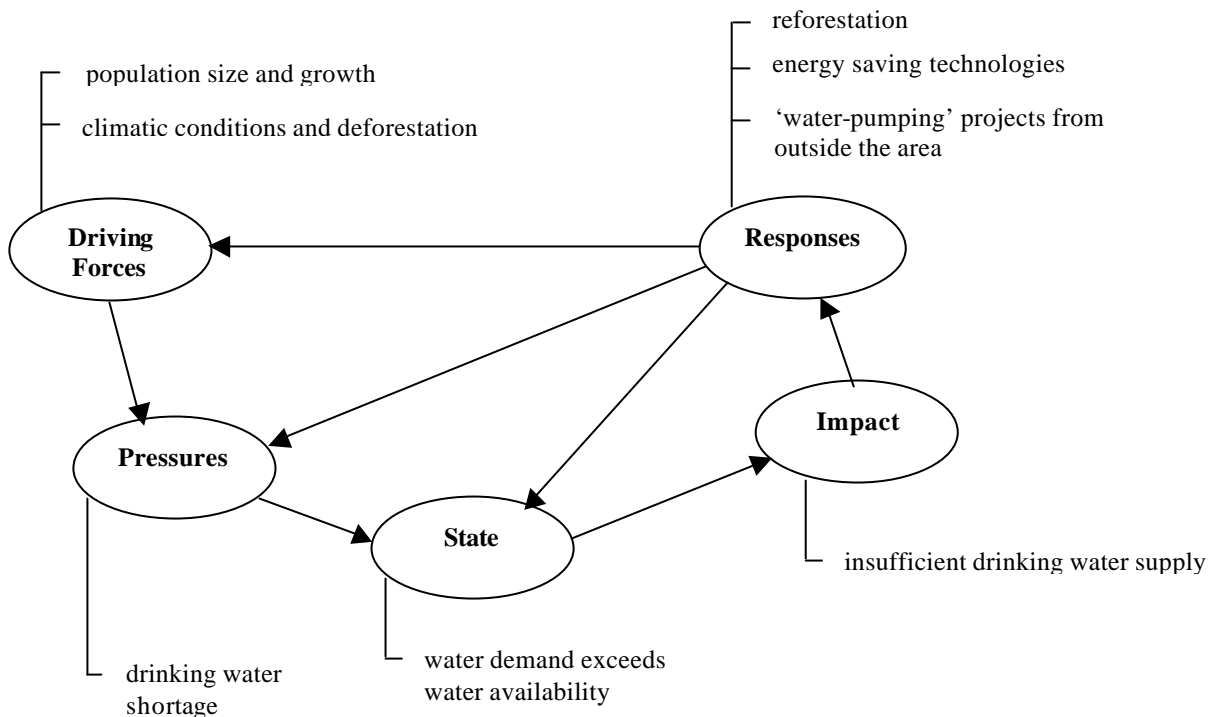 reforestation
population size and growth
energy saving technologies
climatic conditions and deforestation
‘water-pumping’ projects from
outside the area
Driving
Forces
Responses
Pressures
Impact
State
insufficient drinking water supply
drinking water
shortage
water demand exceeds
water availability